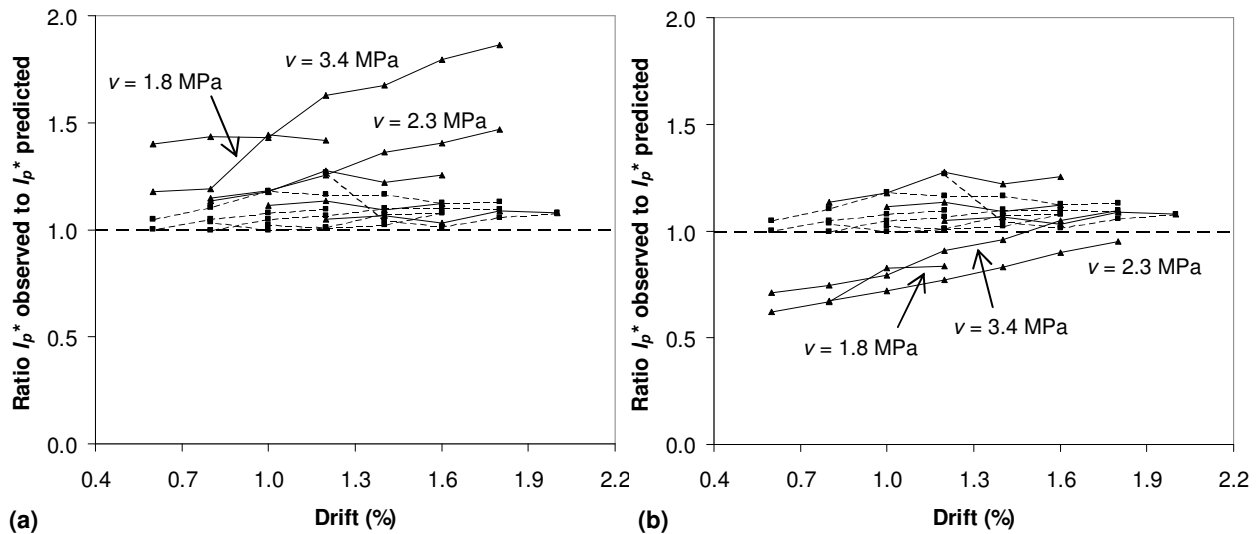 Ratio lp* observed to lp* predicted
2.0
1.5
1.0
0.5
0.0
v = 3.4 MPa
v = 1.8 MPa
v = 2.3 MPa
0.4 0.7 1.0 1.3 1.6 1.9 2.2
(a) Drift (%)
Ratio lp* observed to lp* predicted
2.0
1.5
1.0
0.5
0.0
v = 2.3 MPa
v = 3.4 MPa
v = 1.8 MPa
0.4 0.7 1.0 1.3 1.6 1.9 2.2
(b) Drift (%)